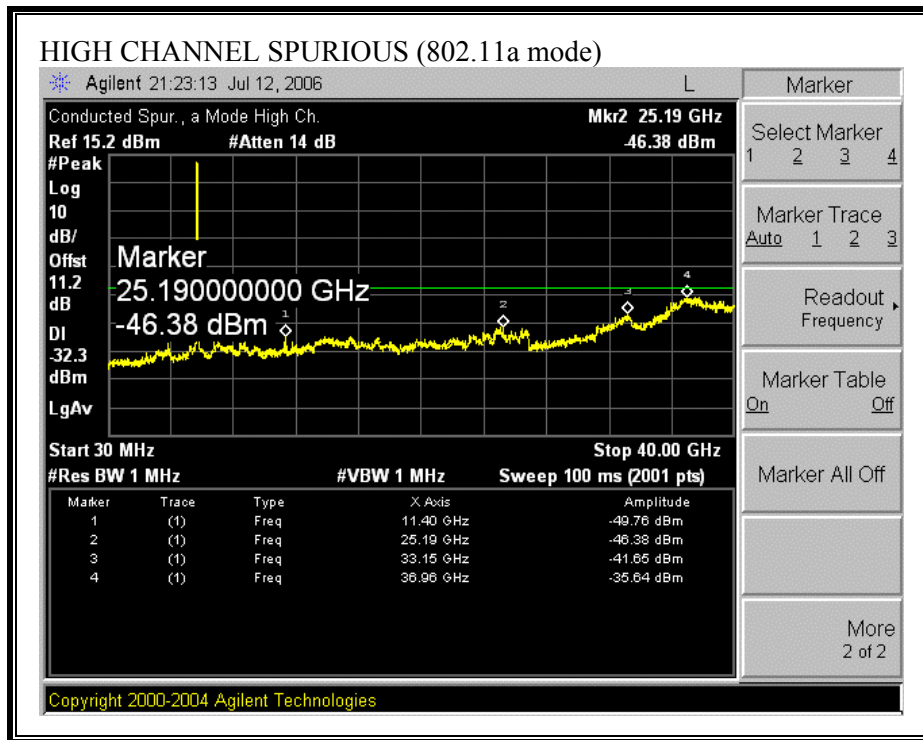 HIGH CHANNEL SPURIOUS (802.11a mode)
Agilent 21:23:13 Jul 12, 2006 L
Conducted Spur., a Mode High Ch. Mkr2 25.19 GHz
Ref 15.2 dBm #Atten 14 dB -46.38 dBm
#Peak
Log
10
dB/
Offst
11.2
dB
DI
-32.3
dBm
LgAv
Marker
25.190000000 GHz
-46.38 dBm
1
2
3
4
Start 30 MHz Stop 40.00 GHz
#Res BW 1 MHz #VBW 1 MHz Sweep 100 ms (2001 pts)
Marker Trace Type X Axis Amplitude
1 (1) Freq 11.40 GHz -49.76 dBm
2 (1) Freq 25.19 GHz -46.38 dBm
3 (1) Freq 33.15 GHz -41.65 dBm
4 (1) Freq 36.96 GHz -35.64 dBm
Marker
Select Marker
1 2 3 4
Marker Trace
Auto 1 2 3
Readout
Frequency
Marker Table
On Off
Marker All Off
More
2 of 2
Copyright 2000-2004 Agilent Technologies